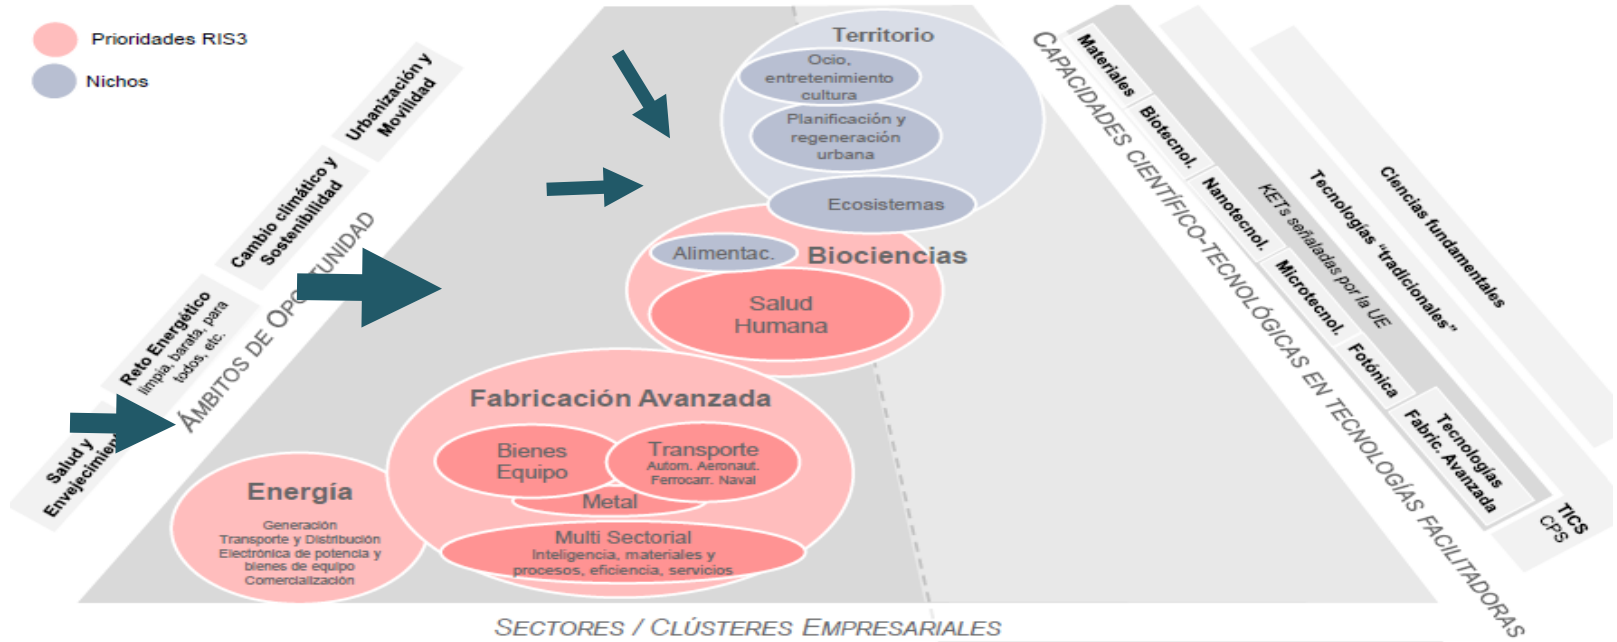 Prioridades RIS3
Nichos
Urbanización y
Movilidad
Cambio climático y
Sostenibilidad
Reto Energético
limpia, barata, para
todos, etc.
Salud y
Envejecimient
ÁMBITOS DE OPORTUNIDAD
Territorio
Ocio,
entretenimiento
cultura
Planificación y
regeneración
urbana
Ecosistemas
Alimentac.
Biociencias
Salud
Humana
Fabricación Avanzada
Bienes
Equipo
Transporte
Autom. Aeronaut.
Ferrocarr. Naval
Metal
Multi Sectorial
Inteligencia, materiales y
procesos, eficiencia, servicios
Energía
Generación
Transporte y Distribución
Electrónica de potencia y
bienes de equipo
Comercialización
SECTORES / CLÚSTERES EMPRESARIALES
CAPACIDADES CIENTÍFICO-TECNOLÓGICAS EN TECNOLOGÍAS FACILITADORAS
Materiales
Biotecnol.
Nanotecnol.
Microtecnol.
Fotónica
Tecnologías
Fabric. Avanzada
KETs señaladas por la UE
Tecnologías "tradicionales"
Ciencias fundamentales
TICS
CPS